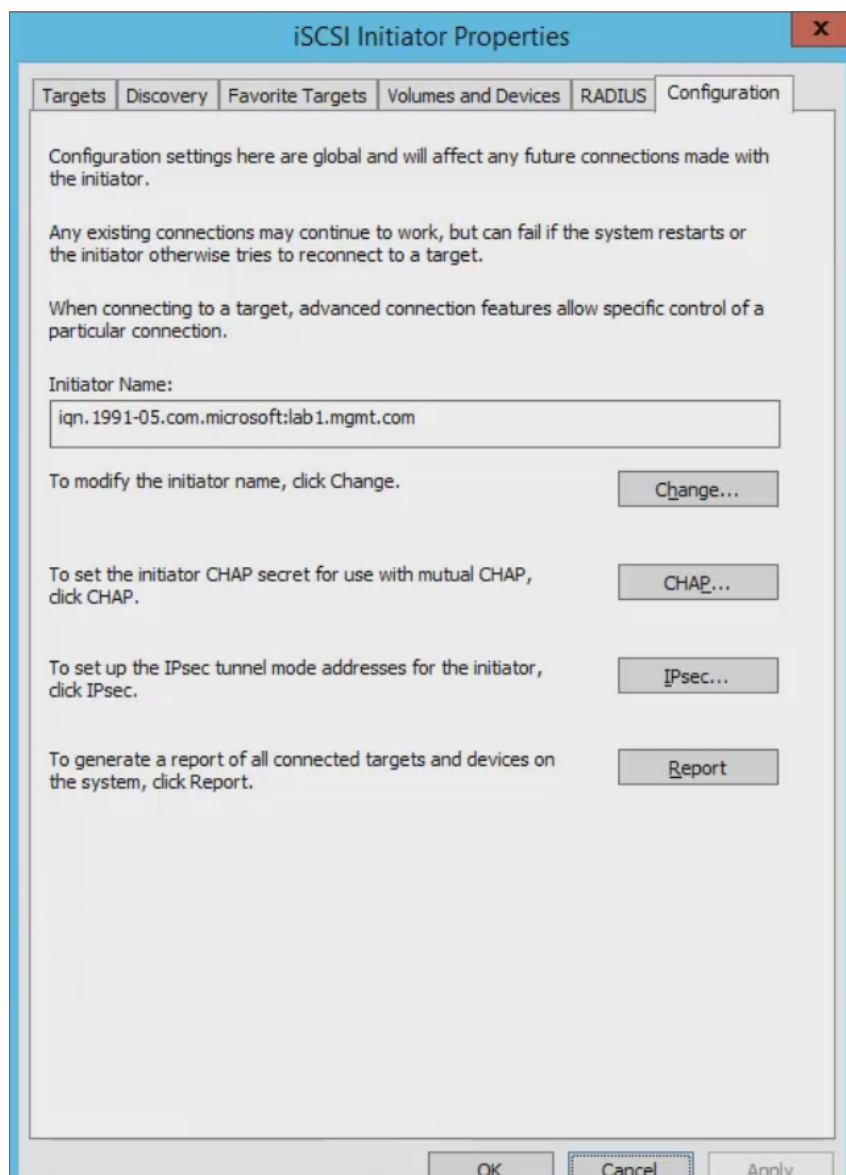 iSCSI Initiator Properties
x
Targets Discovery Favorite Targets Volumes and Devices RADIUS Configuration
Configuration settings here are global and will affect any future connections made with
the initiator.
Any existing connections may continue to work, but can fail if the system restarts or
the initiator otherwise tries to reconnect to a target.
When connecting to a target, advanced connection features allow specific control of a
particular connection.
Initiator Name:
iqn.1991-05.com.microsoft:lab1.mgmt.com
To modify the initiator name, click Change.
Change...
To set the initiator CHAP secret for use with mutual CHAP,
click CHAP.
CHAP...
To set up the IPsec tunnel mode addresses for the initiator,
click IPsec.
IPsec...
To generate a report of all connected targets and devices on
the system, click Report.
Report
OK Cancel Apply